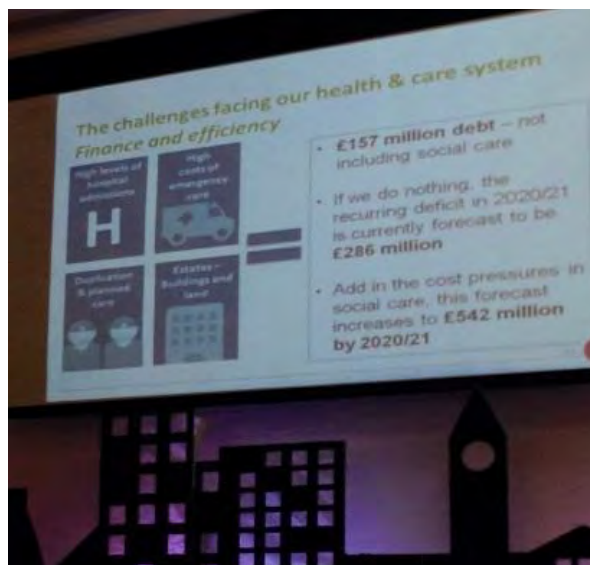 The challenges facing our health & care system
Finance and efficiency
High levels of
hospital
admissions
H
High
costs of
emergency
care
Duplication
& planned
care
Estates –
Buildings and
land
• £157 million debt – not
including social care
• If we do nothing, the
recurring deficit in 2020/21
is currently forecast to be
£286 million
• Add in the cost pressures in
social care, this forecast
increases to £542 million
by 2020/21